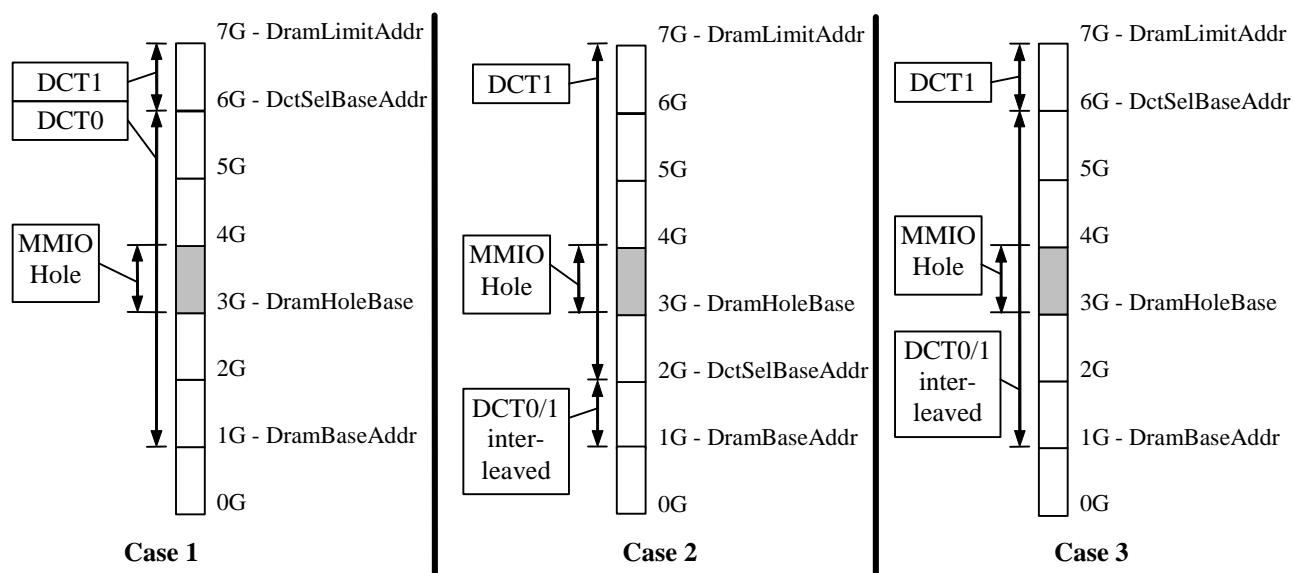 7G - DramLimitAddr
DCT1
6G - DctSelBaseAddr
DCT0
5G
4G
MMIO
Hole
3G - DramHoleBase
2G
1G - DramBaseAddr
0G
Case 1
7G - DramLimitAddr
DCT1
6G
5G
4G
MMIO
Hole
3G - DramHoleBase
2G - DctSelBaseAddr
DCT0/1
inter-
leaved
1G - DramBaseAddr
0G
Case 2
7G - DramLimitAddr
DCT1
6G - DctSelBaseAddr
5G
4G
MMIO
Hole
3G - DramHoleBase
2G
DCT0/1
inter-
leaved
1G - DramBaseAddr
0G
Case 3